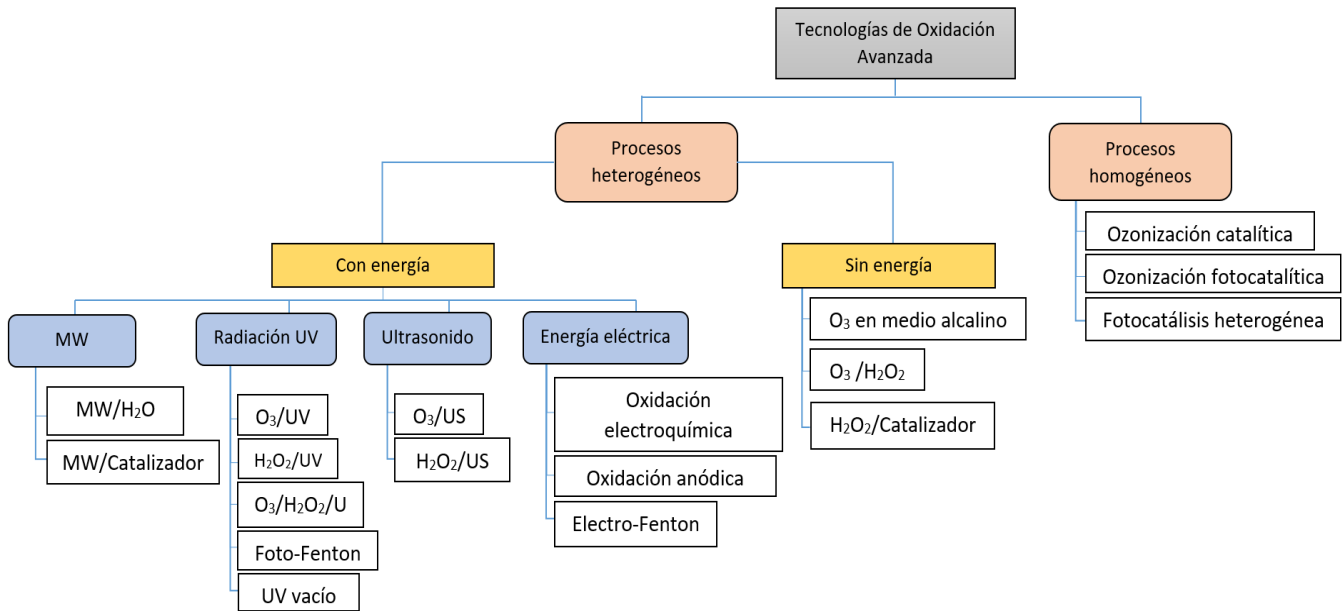 Tecnologías de Oxidación
Avanzada
Procesos
heterogéneos
Procesos
homogéneos
Con energía
Sin energía
Ozonización catalítica
Ozonización fotocatalítica
Fotocatálisis heterogénea
MW
Radiación UV
Ultrasonido
Energía eléctrica
MW/H₂O
MW/Catalizador
O₃/UV
H₂O₂/UV
O₃/H₂O₂/U
Foto-Fenton
UV vacío
O₃/US
H₂O₂/US
Oxidación
electroquímica
Oxidación anódica
Electro-Fenton
O₃ en medio alcalino
O₃ /H₂O₂
H₂O₂/Catalizador